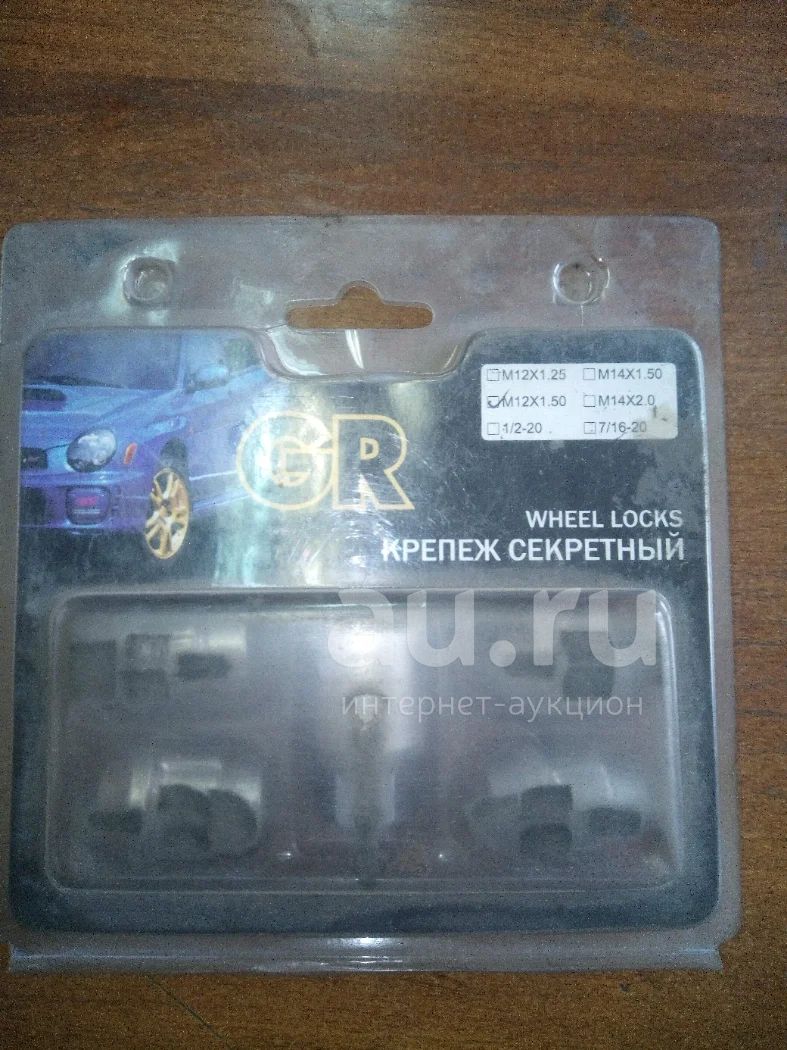 M12X1.25 M14X1.50
M12X1.50 M14X2.0
1/2-20 7/16-20
GR
WHEEL LOCKS
КРЕПЕЖ СЕКРЕТНЫЙ
au.ru
интернет-аукцион